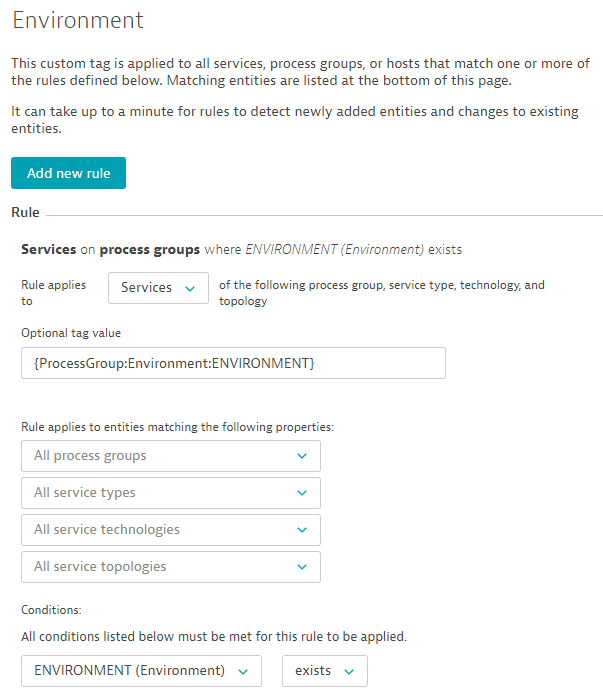 Environment
This custom tag is applied to all services, process groups, or hosts that match one or more of
the rules defined below. Matching entities are listed at the bottom of this page.
It can take up to a minute for rules to detect newly added entities and changes to existing
entities.
Add new rule
Rule
Services on process groups where ENVIRONMENT (Environment) exists
Rule applies to
Services
of the following process group, service type, technology, and
topology
Optional tag value
{ProcessGroup:Environment:ENVIRONMENT}
Rule applies to entities matching the following properties:
All process groups
All service types
All service technologies
All service topologies
Conditions:
All conditions listed below must be met for this rule to be applied.
ENVIRONMENT (Environment)
exists